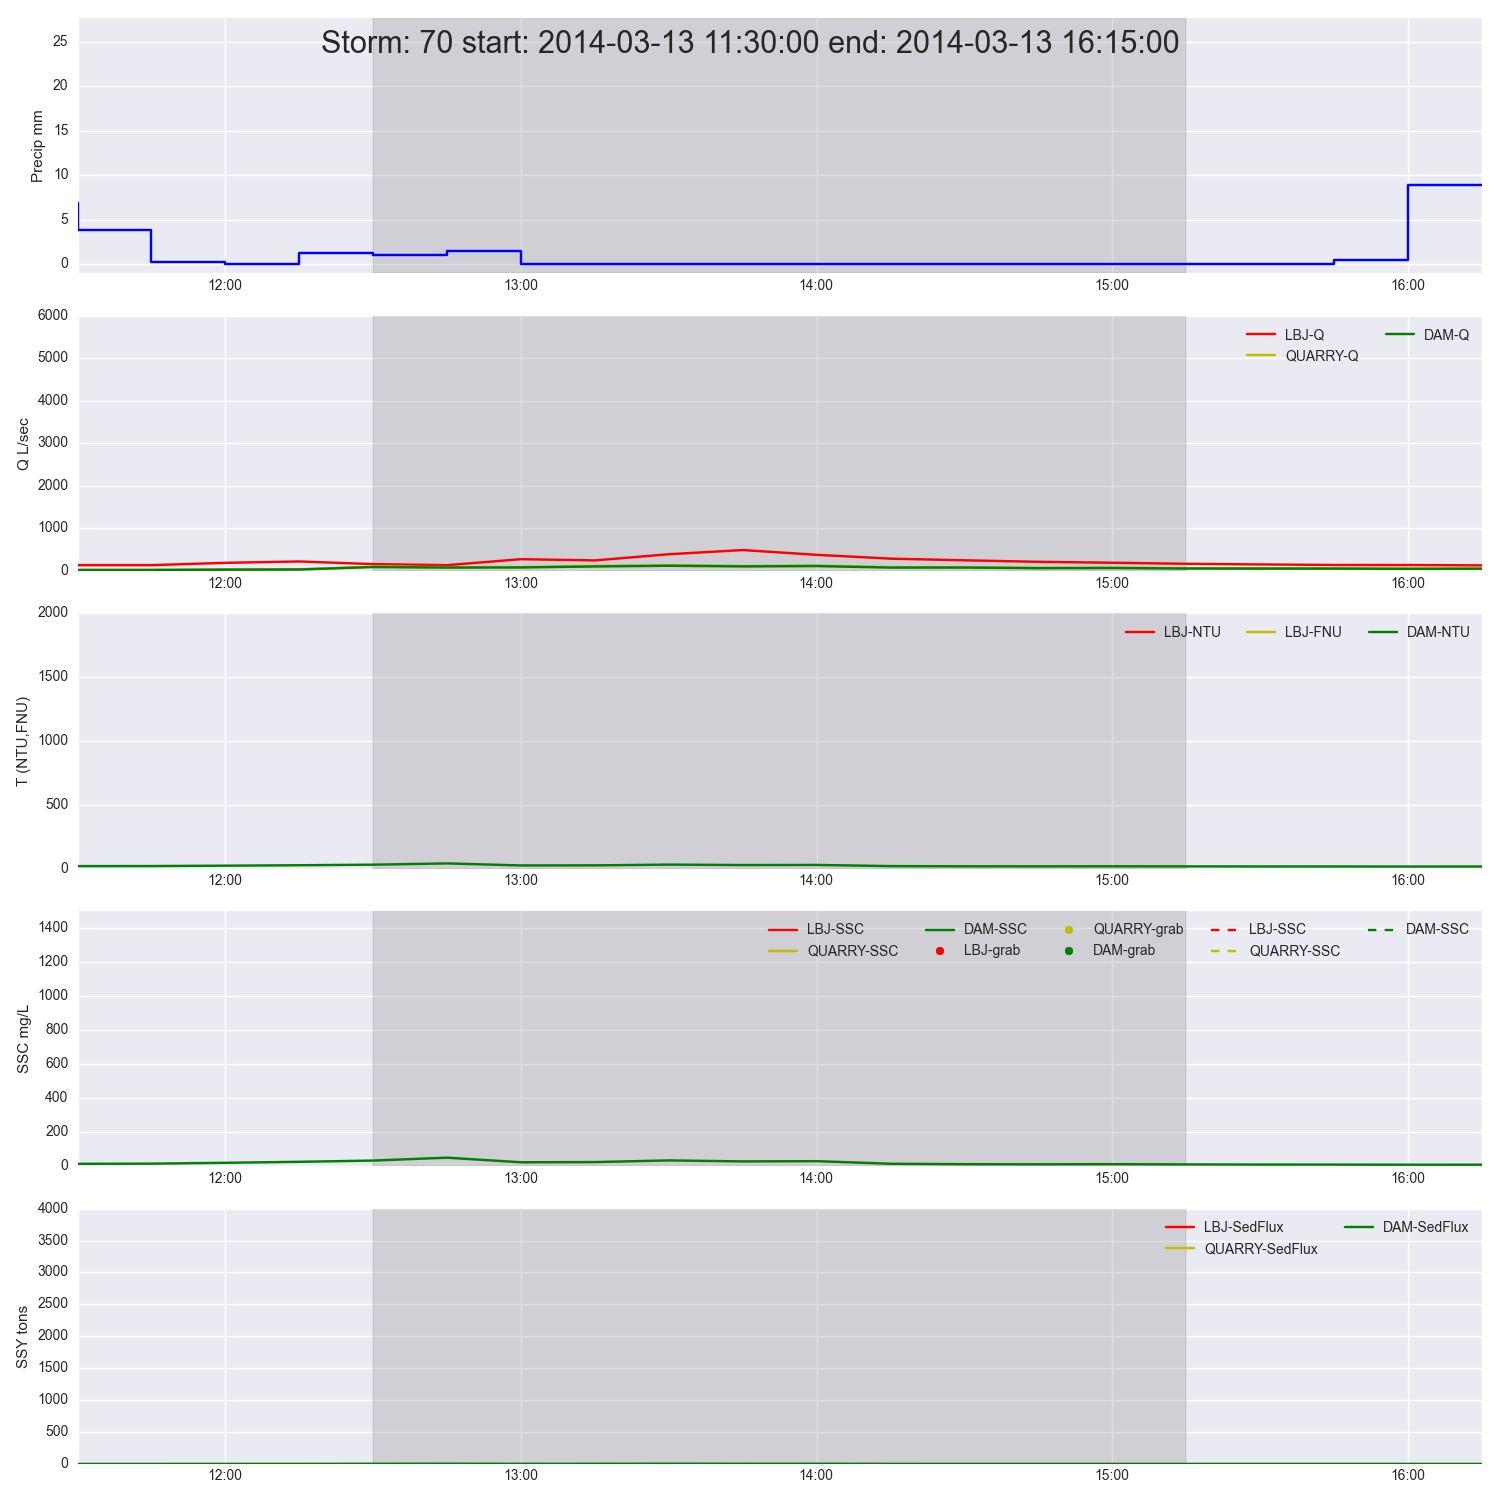 Storm: 70 start: 2014-03-13 11:30:00 end: 2014-03-13 16:15:00
Precip mm
25
20
15
10
5
0
12:00 13:00 14:00 15:00 16:00
Q L/sec
6000
5000
4000
3000
2000
1000
0
LBJ-Q DAM-Q
QUARRY-Q
12:00 13:00 14:00 15:00 16:00
T (NTU,FNU)
2000
1500
1000
500
0
LBJ-NTU LBJ-FNU DAM-NTU
12:00 13:00 14:00 15:00 16:00
SSC mg/L
1400
1200
1000
800
600
400
200
0
LBJ-SSC DAM-SSC QUARRY-grab LBJ-SSC DAM-SSC
QUARRY-SSC LBJ-grab DAM-grab QUARRY-SSC
12:00 13:00 14:00 15:00 16:00
SSY tons
4000
3500
3000
2500
2000
1500
1000
500
0
LBJ-SedFlux DAM-SedFlux
QUARRY-SedFlux
12:00 13:00 14:00 15:00 16:00